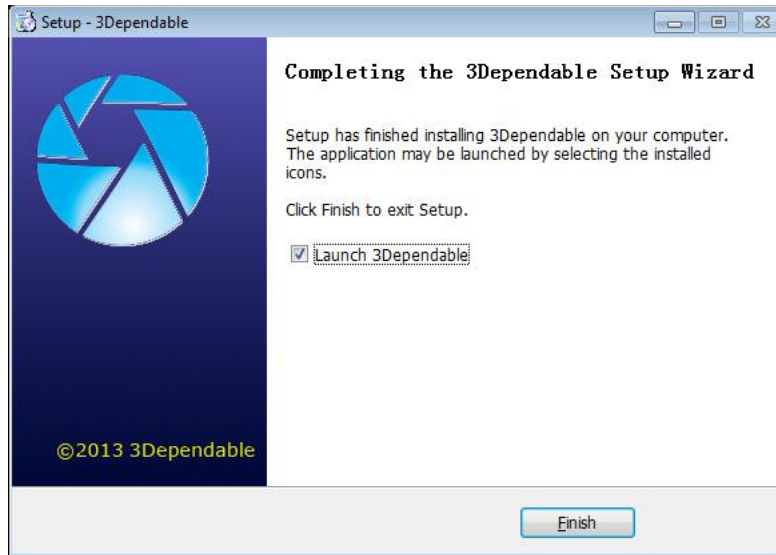 Setup - 3Dependable
Completing the 3Dependable Setup Wizard
Setup has finished installing 3Dependable on your computer.
The application may be launched by selecting the installed
icons.
Click Finish to exit Setup.
Launch 3Dependable
©2013 3Dependable
Finish